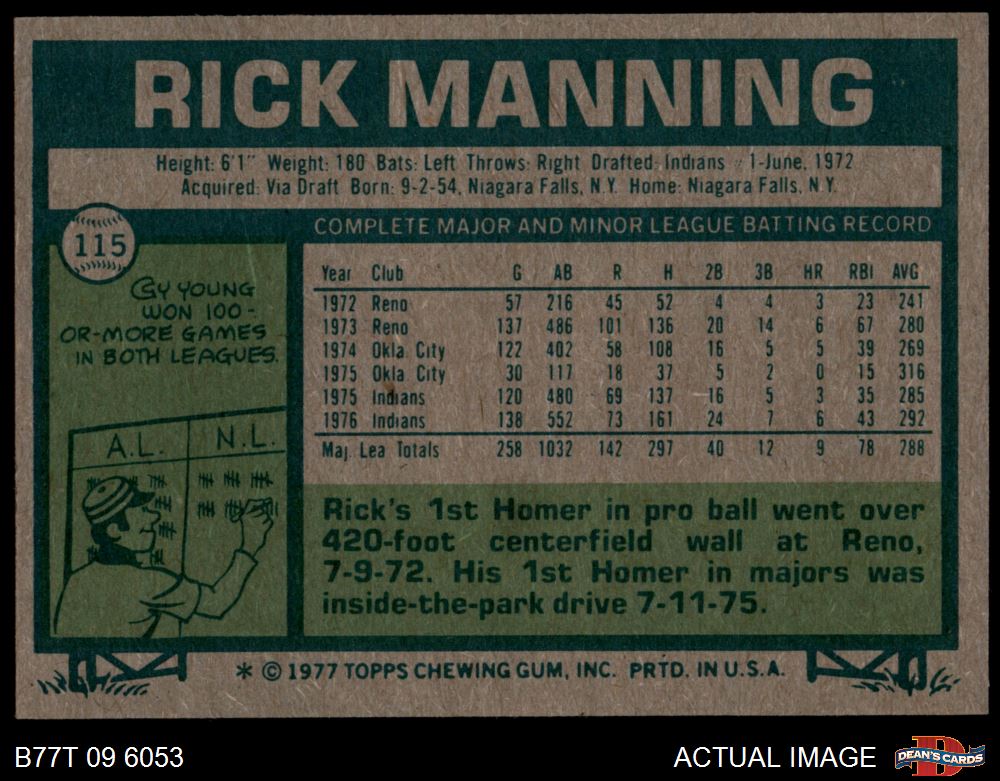 RICK MANNING
Height: 6'1" Weight: 180 Bats: Left Throws: Right Drafted: Indians #1-June, 1972
Acquired: Via Draft Born: 9-2-54, Niagara Falls, N.Y. Home: Niagara Falls, N.Y.
115
CY YOUNG
WON 100-
OR-MORE GAMES
IN BOTH LEAGUES.
A.L. N.L.
COMPLETE MAJOR AND MINOR LEAGUE BATTING RECORD
Year Club G AB R H 2B 3B HR RBI AVG
1972 Reno 57 216 45 52 4 4 3 23 241
1973 Reno 137 486 101 136 20 14 6 67 280
1974 Okla. City 122 402 58 108 16 5 5 39 269
1975 Okla. City 30 117 18 37 5 2 0 15 316
1975 Indians 120 480 69 137 16 5 3 35 285
1976 Indians 138 552 73 161 24 7 6 43 292
Maj. Lea Totals 258 1032 142 297 40 12 9 78 288
Rick's 1st Homer in pro ball went over
420-foot centerfield wall at Reno,
7-9-72. His 1st Homer in majors was
inside-the-park drive 7-11-75.
* © 1977 TOPPS CHEWING GUM, INC. PRTD. IN U.S.A.
B77T 09 6053
ACTUAL IMAGE
D DEAN'S CARDS